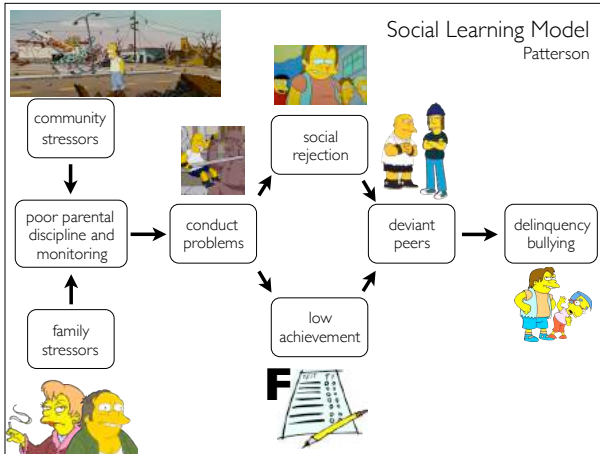 Social Learning Model
Patterson
community
stressors
social
rejection
poor parental
discipline and
monitoring
conduct
problems
deviant
peers
delinquency
bullying
family
stressors
low
achievement
F
TEST